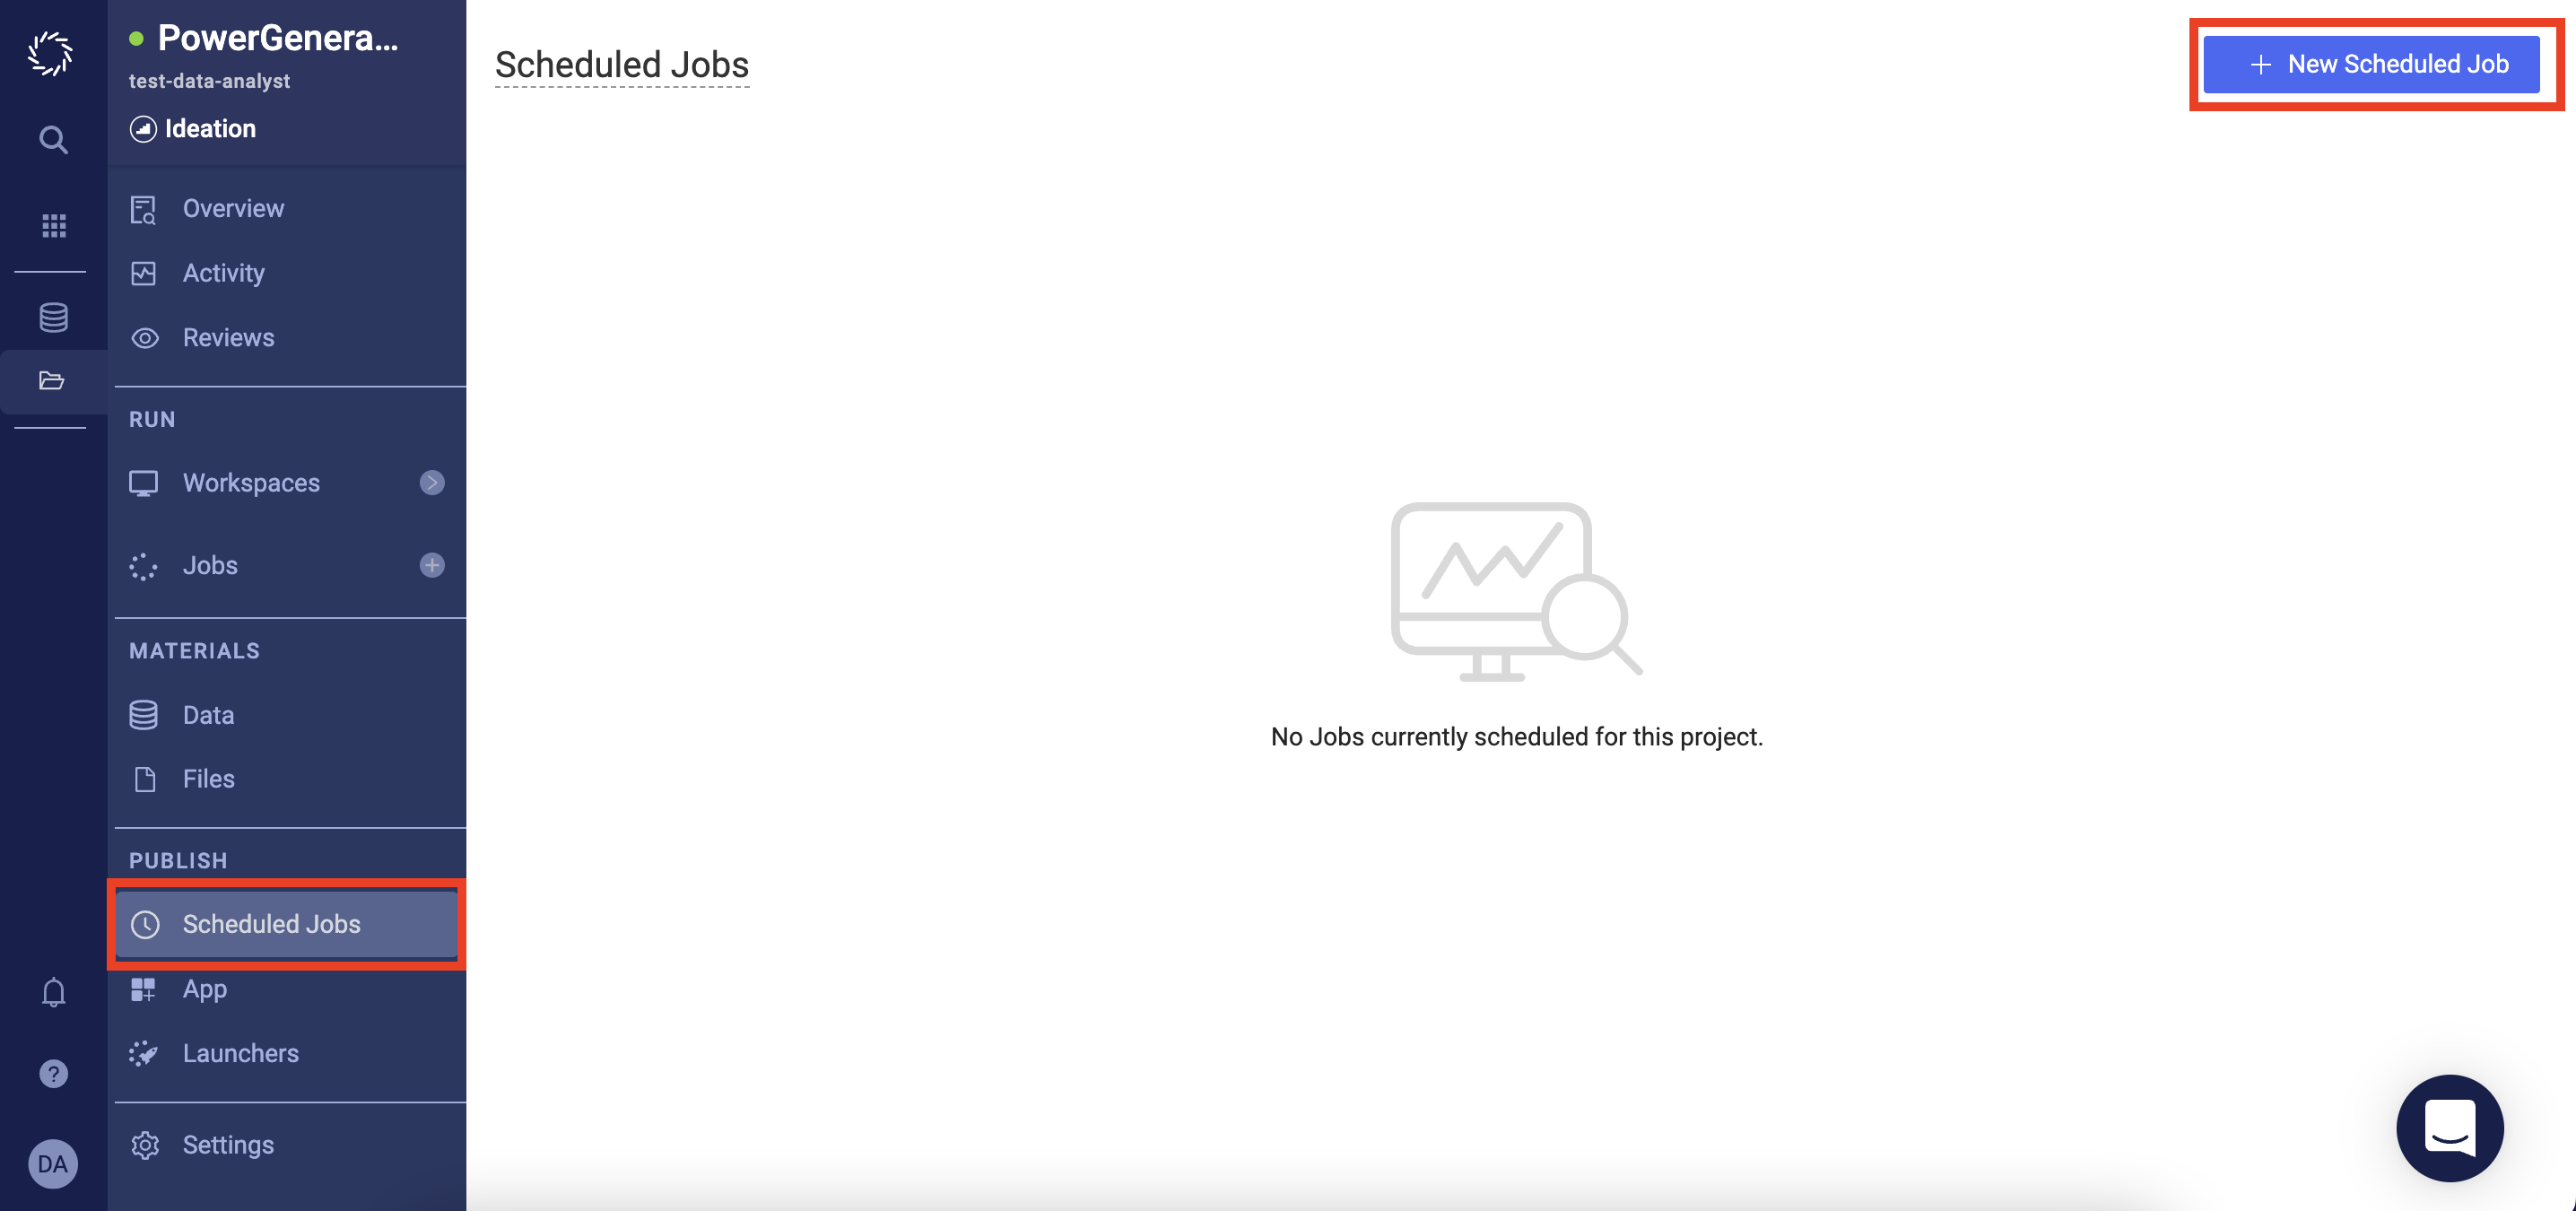 PowerGenera...
test-data-analyst
Ideation
Overview
Activity
Reviews
RUN
Workspaces
Jobs
MATERIALS
Data
Files
PUBLISH
Scheduled Jobs
App
Launchers
Settings
DA
Scheduled Jobs
+ New Scheduled Job
No Jobs currently scheduled for this project.